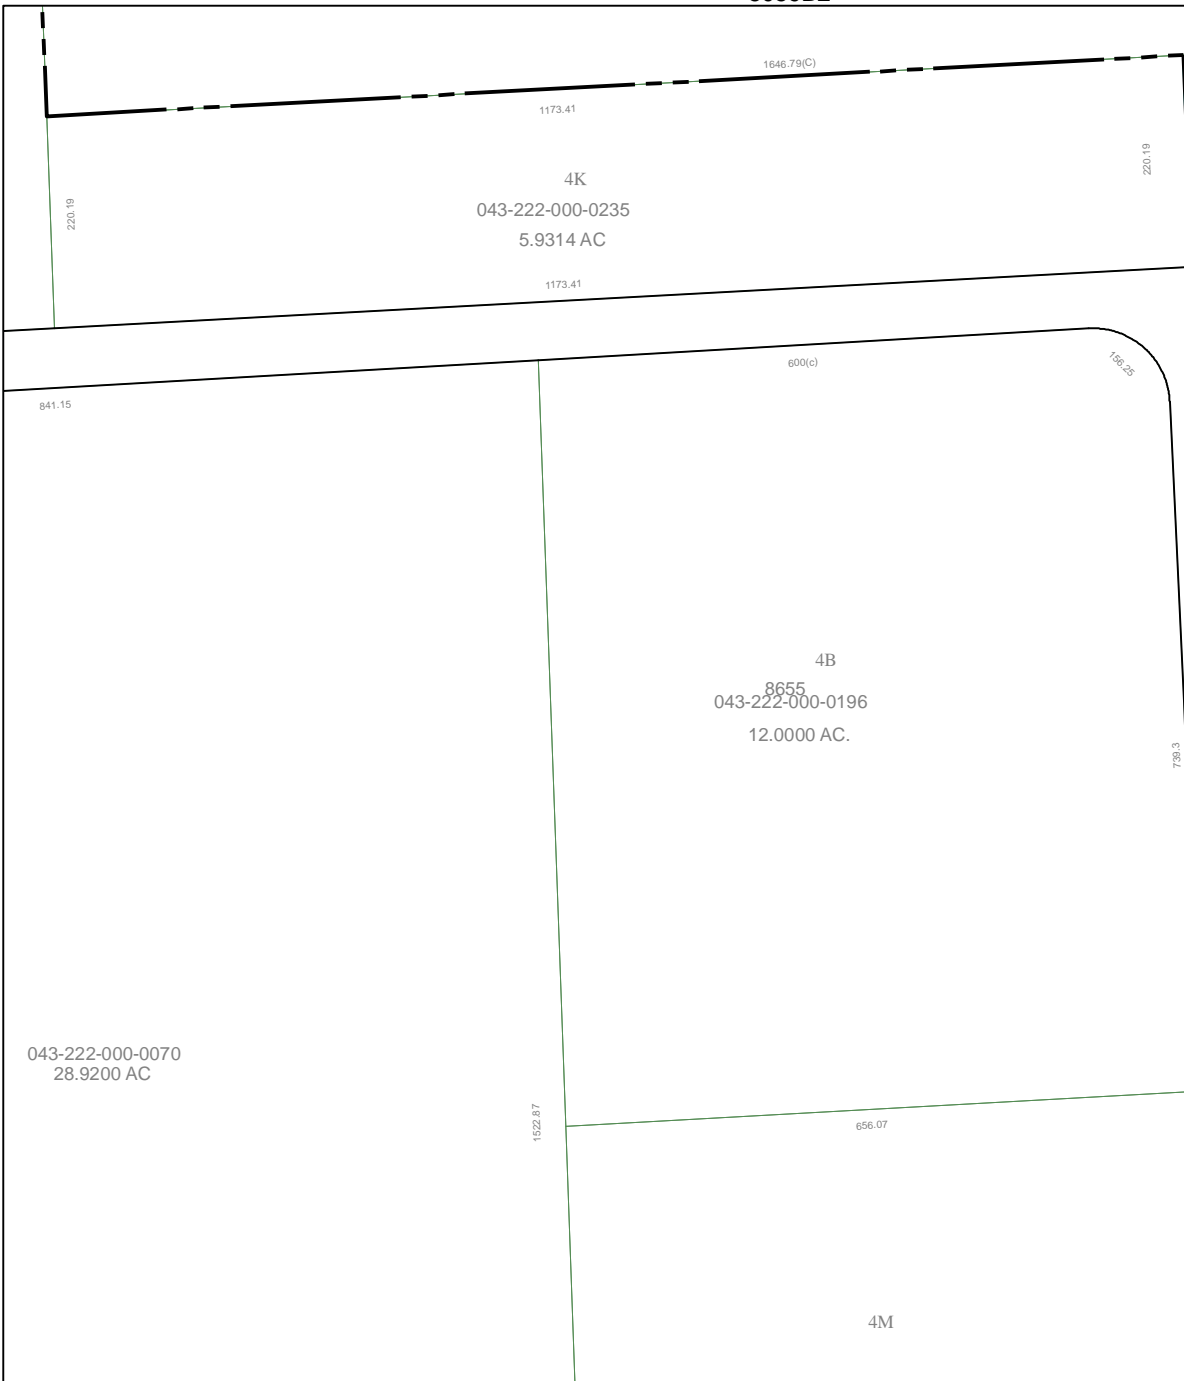 1646.79(C)
1173.41
220.19
220.19
4K
043-222-000-0235
5.9314 AC
1173.41
600(c)
156.25
841.15
4B
8655
043-222-000-0196
12.0000 AC.
739.3
043-222-000-0070
28.9200 AC
1522.87
656.07
4M